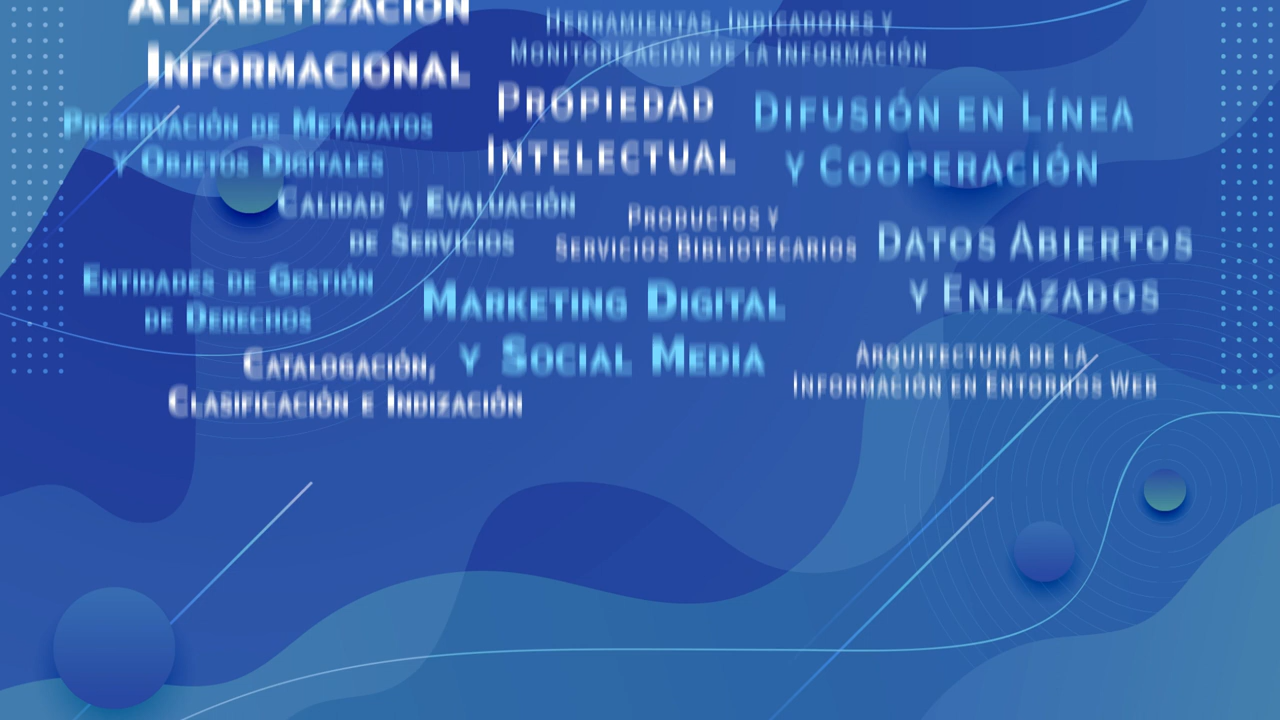 Alfabetización
Informacional
Herramientas, Indicadores y
Monitorización de la Información
Preservación de Metadatos
y Objetos Digitales
Propiedad
Intelectual
Difusión en Línea
y Cooperación
Calidad y Evaluación
de Servicios
Productos y
Servicios Bibliotecarios
Datos Abiertos
y Enlazados
Entidades de Gestión
de Derechos
Marketing Digital
y Social Media
Catalogación,
Clasificación e Indización
Arquitectura de la
Información en Entornos Web